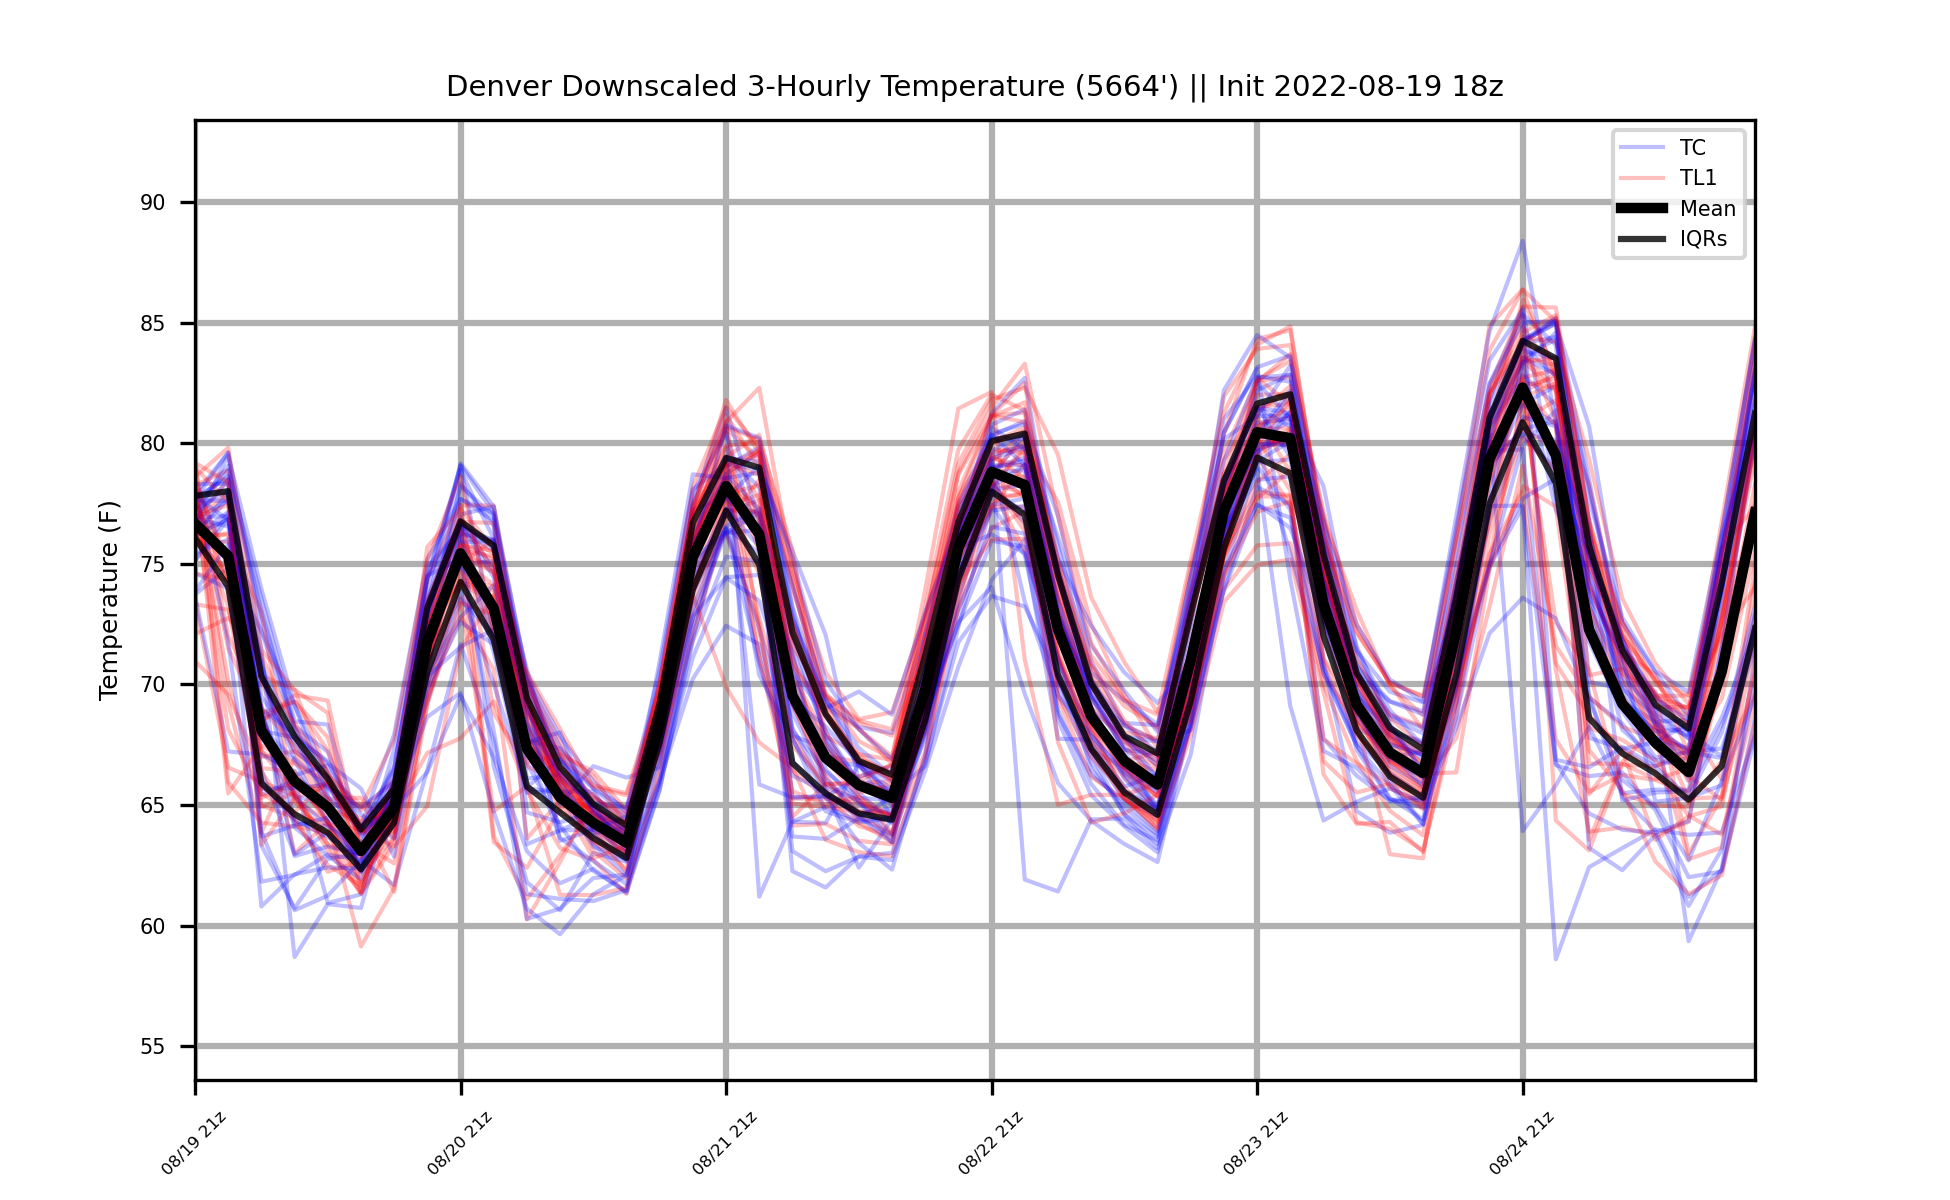 Denver Downscaled 3-Hourly Temperature (5664') || Init 2022-08-19 18z
TC
TL1
Mean
IQRs
Temperature (F)
90
85
80
75
70
65
60
55
08/19 21z
08/20 21z
08/21 21z
08/22 21z
08/23 21z
08/24 21z